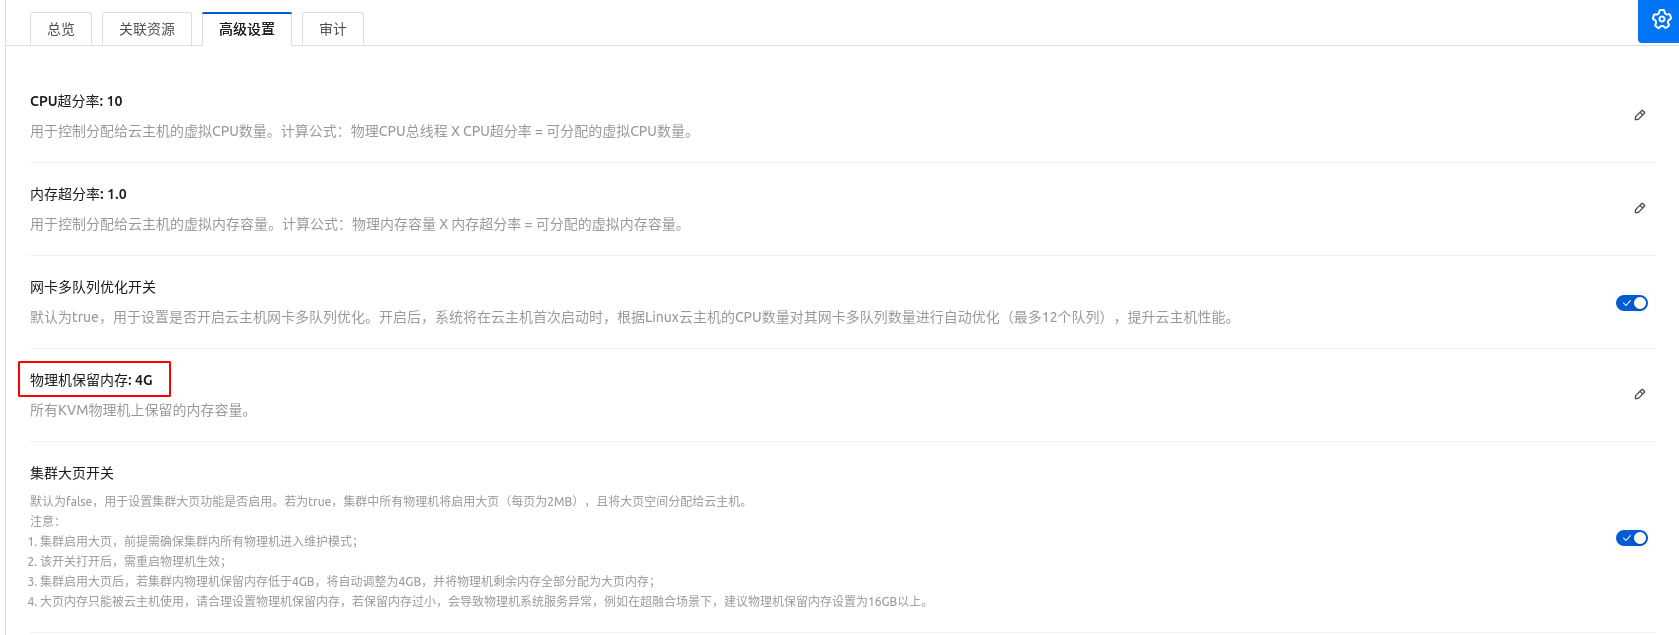 总览
关联资源
高级设置
审计
CPU超分率: 10
用于控制分配给云主机的虚拟CPU数量。计算公式：物理CPU总线程 X CPU超分率 = 可分配的虚拟CPU数量。
内存超分率: 1.0
用于控制分配给云主机的虚拟内存容量。计算公式：物理内存容量 X 内存超分率 = 可分配的虚拟内存容量。
网卡多队列优化开关
默认为true，用于设置是否开启云主机网卡多队列优化。开启后，系统将在云主机首次启动时，根据Linux云主机的CPU数量对其网卡多队列数量进行自动优化（最多12个队列），提升云主机性能。
物理机保留内存: 4G
所有KVM物理机上保留的内存容量。
集群大页开关
默认为false，用于设置集群大页功能是否启用。若为true，集群中所有物理机将启用大页（每页为2MB），且将大页空间分配给云主机。
注意：
1. 集群启用大页，前提需确保集群内所有物理机进入维护模式；
2. 该开关打开后，需重启物理机生效；
3. 集群启用大页后，若集群内物理机保留内存低于4GB，将自动调整为4GB，并将物理机剩余内存全部分配为大页内存；
4. 大页内存只能被云主机使用，请合理设置物理机保留内存，若保留内存过小，会导致物理机系统服务异常，例如在超融合场景下，建议物理机保留内存设置为16GB以上。